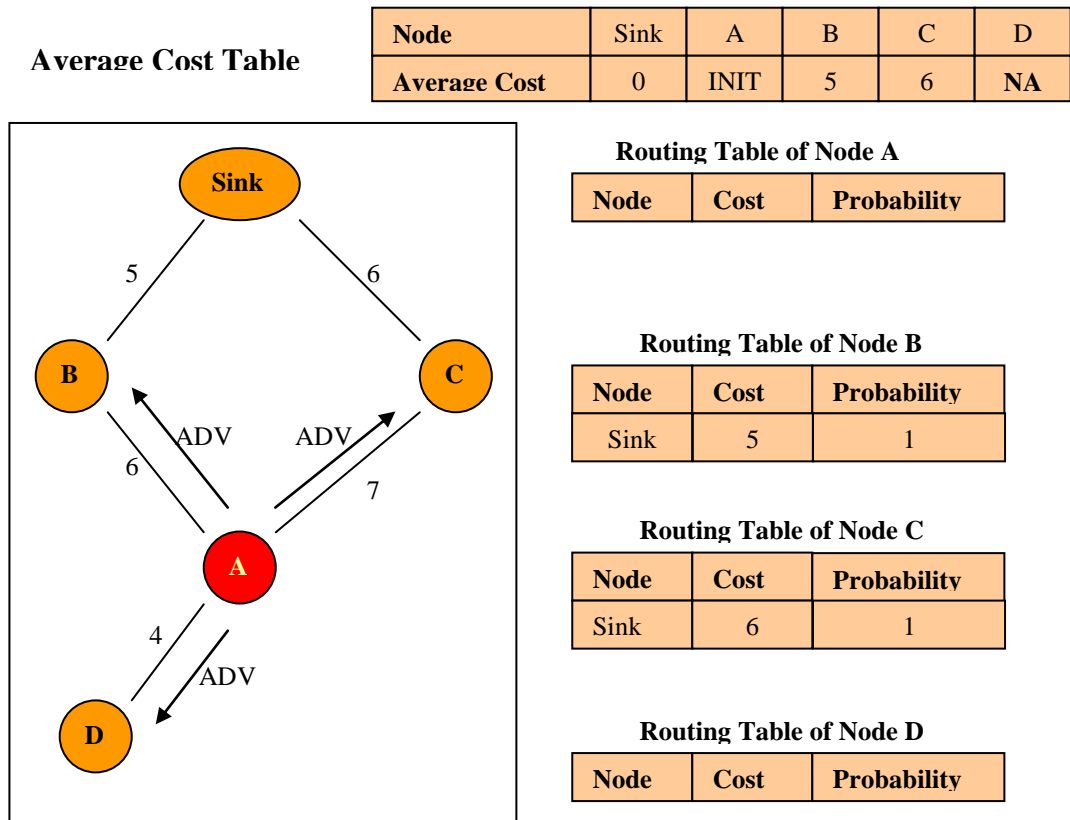 Average Cost Table
Node Sink A B C D
Average Cost 0 INIT 5 6 NA
Sink
5
6
B
C
ADV
ADV
6
7
A
4
ADV
D
Routing Table of Node A
Node Cost Probability
Routing Table of Node B
Node Cost Probability
Sink 5 1
Routing Table of Node C
Node Cost Probability
Sink 6 1
Routing Table of Node D
Node Cost Probability